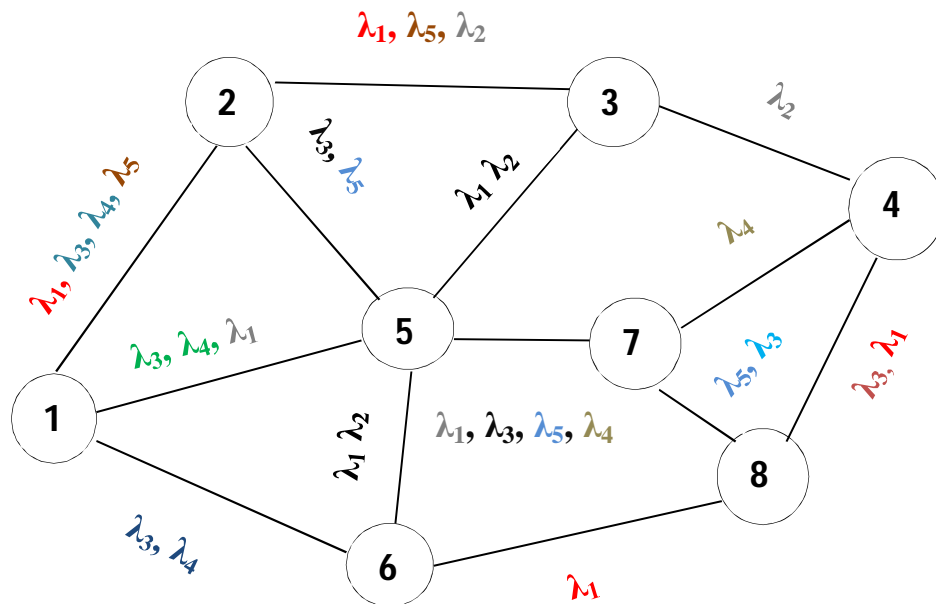 λ₁, λ₅, λ₂
2
3
λ₂
λ₃, λ₅
λ₁ λ₂
λ₁, λ₃, λ₄, λ₅
4
λ₄
5
7
λ₃, λ₄, λ₁
λ₅, λ₃
λ₃, λ₁
1
λ₁ λ₂
λ₁, λ₃, λ₅, λ₄
8
λ₃, λ₄
6
λ₁